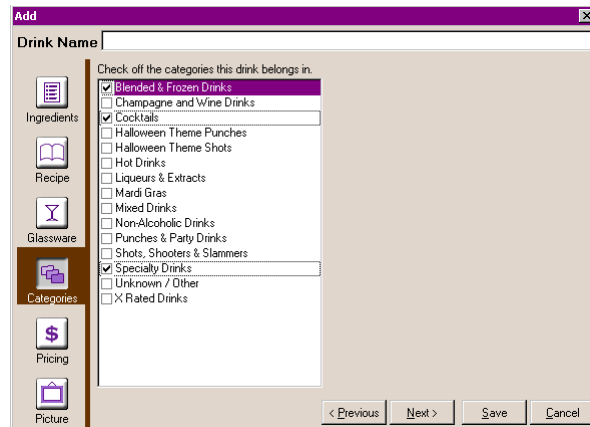 Add
Drink Name
Check off the categories this drink belongs in.
Ingredients
Recipe
Glassware
Categories
$
Pricing
Picture
Blended & Frozen Drinks
Champagne and Wine Drinks
Cocktails
Halloween Theme Punches
Halloween Theme Shots
Hot Drinks
Liqueurs & Extracts
Mardi Gras
Mixed Drinks
Non-Alcoholic Drinks
Punches & Party Drinks
Shots, Shooters & Slammers
Specialty Drinks
Unknown / Other
X Rated Drinks
< Previous
Next >
Save
Cancel